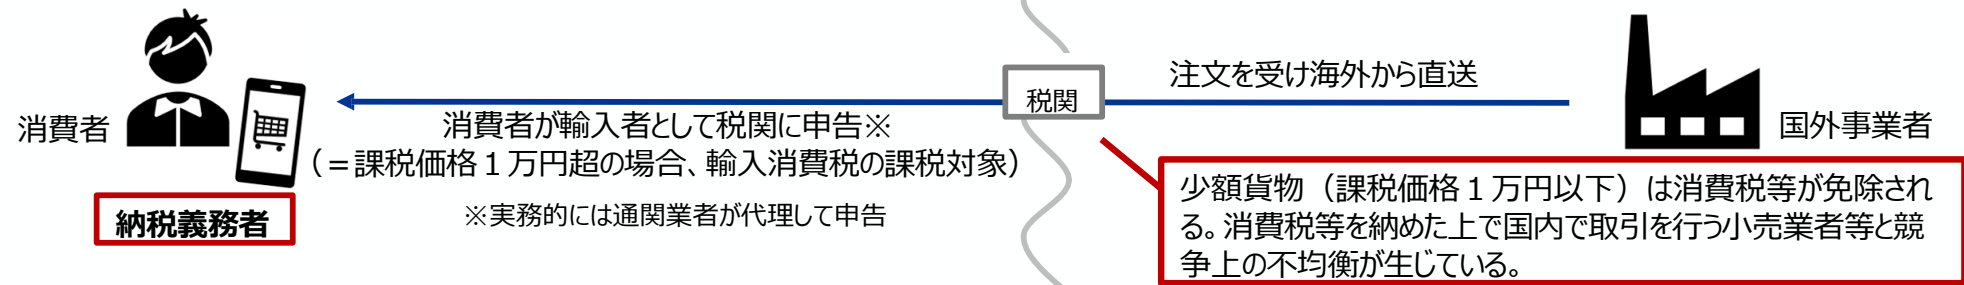 消費者
納税義務者
消費者が輸入者として税関に申告※
（＝課税価格１万円超の場合、輸入消費税の課税対象）
※実務的には通関業者が代理して申告
税関
注文を受け海外から直送
国外事業者
少額貨物（課税価格１万円以下）は消費税等が免除され
る。消費税等を納めた上で国内で取引を行う小売業者等と競
争上の不均衡が生じている。